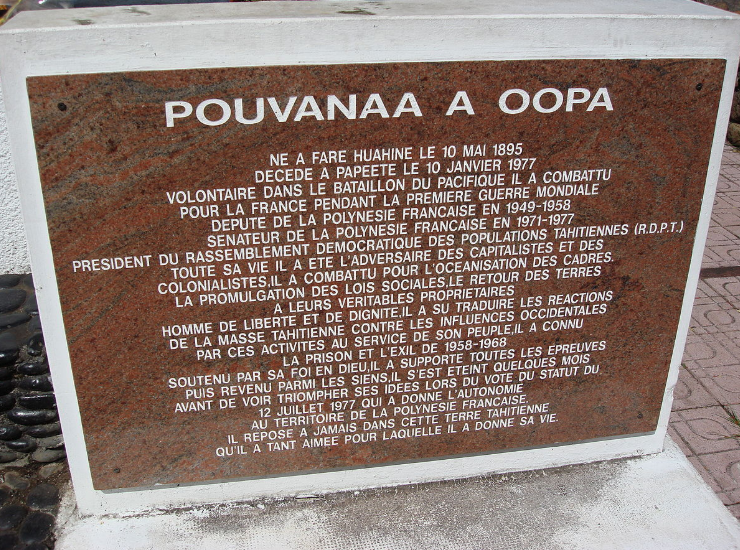 POUVANAA A OOPA
NE A FARE HUAHINE LE 10 MAI 1895
DECEDE A PAPEETE LE 10 JANVIER 1977
VOLONTAIRE DANS LE BATAILLON DU PACIFIQUE IL A COMBATTU
POUR LA FRANCE PENDANT LA PREMIERE GUERRE MONDIALE
DEPUTE DE LA POLYNESIE FRANCAISE EN 1949-1958
SENATEUR DE LA POLYNESIE FRANCAISE EN 1971-1977
PRESIDENT DU RASSEMBLEMENT DEMOCRATIQUE DES POPULATIONS TAHITIENNES (R.D.P.T.)
TOUTE SA VIE IL A ETE L'ADVERSAIRE DES CAPITALISTES ET DES
COLONIALISTES,IL A COMBATTU POUR L'OCEANISATION DES CADRES.
LA PROMULGATION DES LOIS SOCIALES,LE RETOUR DES TERRES
A LEURS VERITABLES PROPRIETAIRES
HOMME DE LIBERTE ET DE DIGNITE,IL A SU TRADUIRE LES REACTIONS
DE LA MASSE TAHITIENNE CONTRE LES INFLUENCES OCCIDENTALES
PAR CES ACTIVITES AU SERVICE DE SON PEUPLE,IL A CONNU
LA PRISON ET L'EXIL DE 1958-1968
SOUTENU PAR SA FOI EN DIEU,IL A SUPPORTE TOUTES LES EPREUVES
PUIS REVENU PARMI LES SIENS,IL S'EST ETEINT QUELQUES MOIS
AVANT DE VOIR TRIOMPHER SES IDEES LORS DU VOTE DU STATUT DU
12 JUILLET 1977 QUI A DONNE L'AUTONOMIE
AU TERRITOIRE DE LA POLYNESIE FRANCAISE.
IL REPOSE A JAMAIS DANS CETTE TERRE TAHITIENNE
QU'IL A TANT AIMEE POUR LAQUELLE IL A DONNE SA VIE.